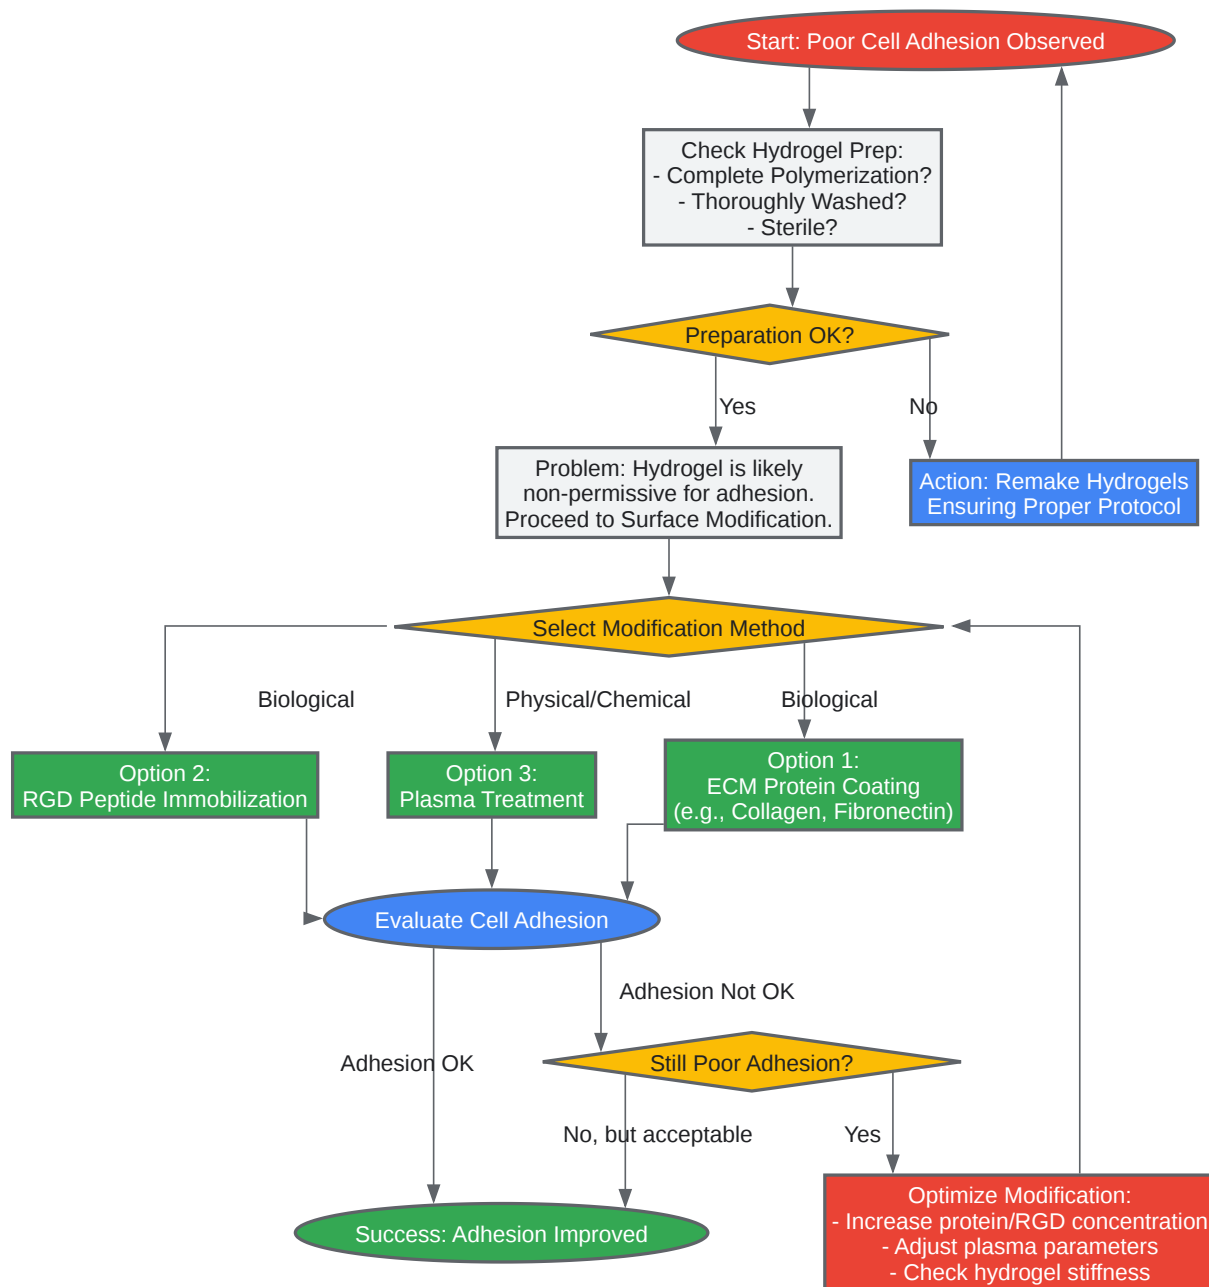 Start: Poor Cell Adhesion Observed
Check Hydrogel Prep:
- Complete Polymerization?
- Thoroughly Washed?
- Sterile?
Preparation OK?
Yes
No
Problem: Hydrogel is likely
non-permissive for adhesion.
Proceed to Surface Modification.
Action: Remake Hydrogels
Ensuring Proper Protocol
Select Modification Method
Biological
Physical/Chemical
Biological
Option 2:
RGD Peptide Immobilization
Option 3:
Plasma Treatment
Option 1:
ECM Protein Coating
(e.g., Collagen, Fibronectin)
Evaluate Cell Adhesion
Adhesion Not OK
Adhesion OK
Still Poor Adhesion?
No, but acceptable
Yes
Success: Adhesion Improved
Optimize Modification:
- Increase protein/RGD concentration
- Adjust plasma parameters
- Check hydrogel stiffness